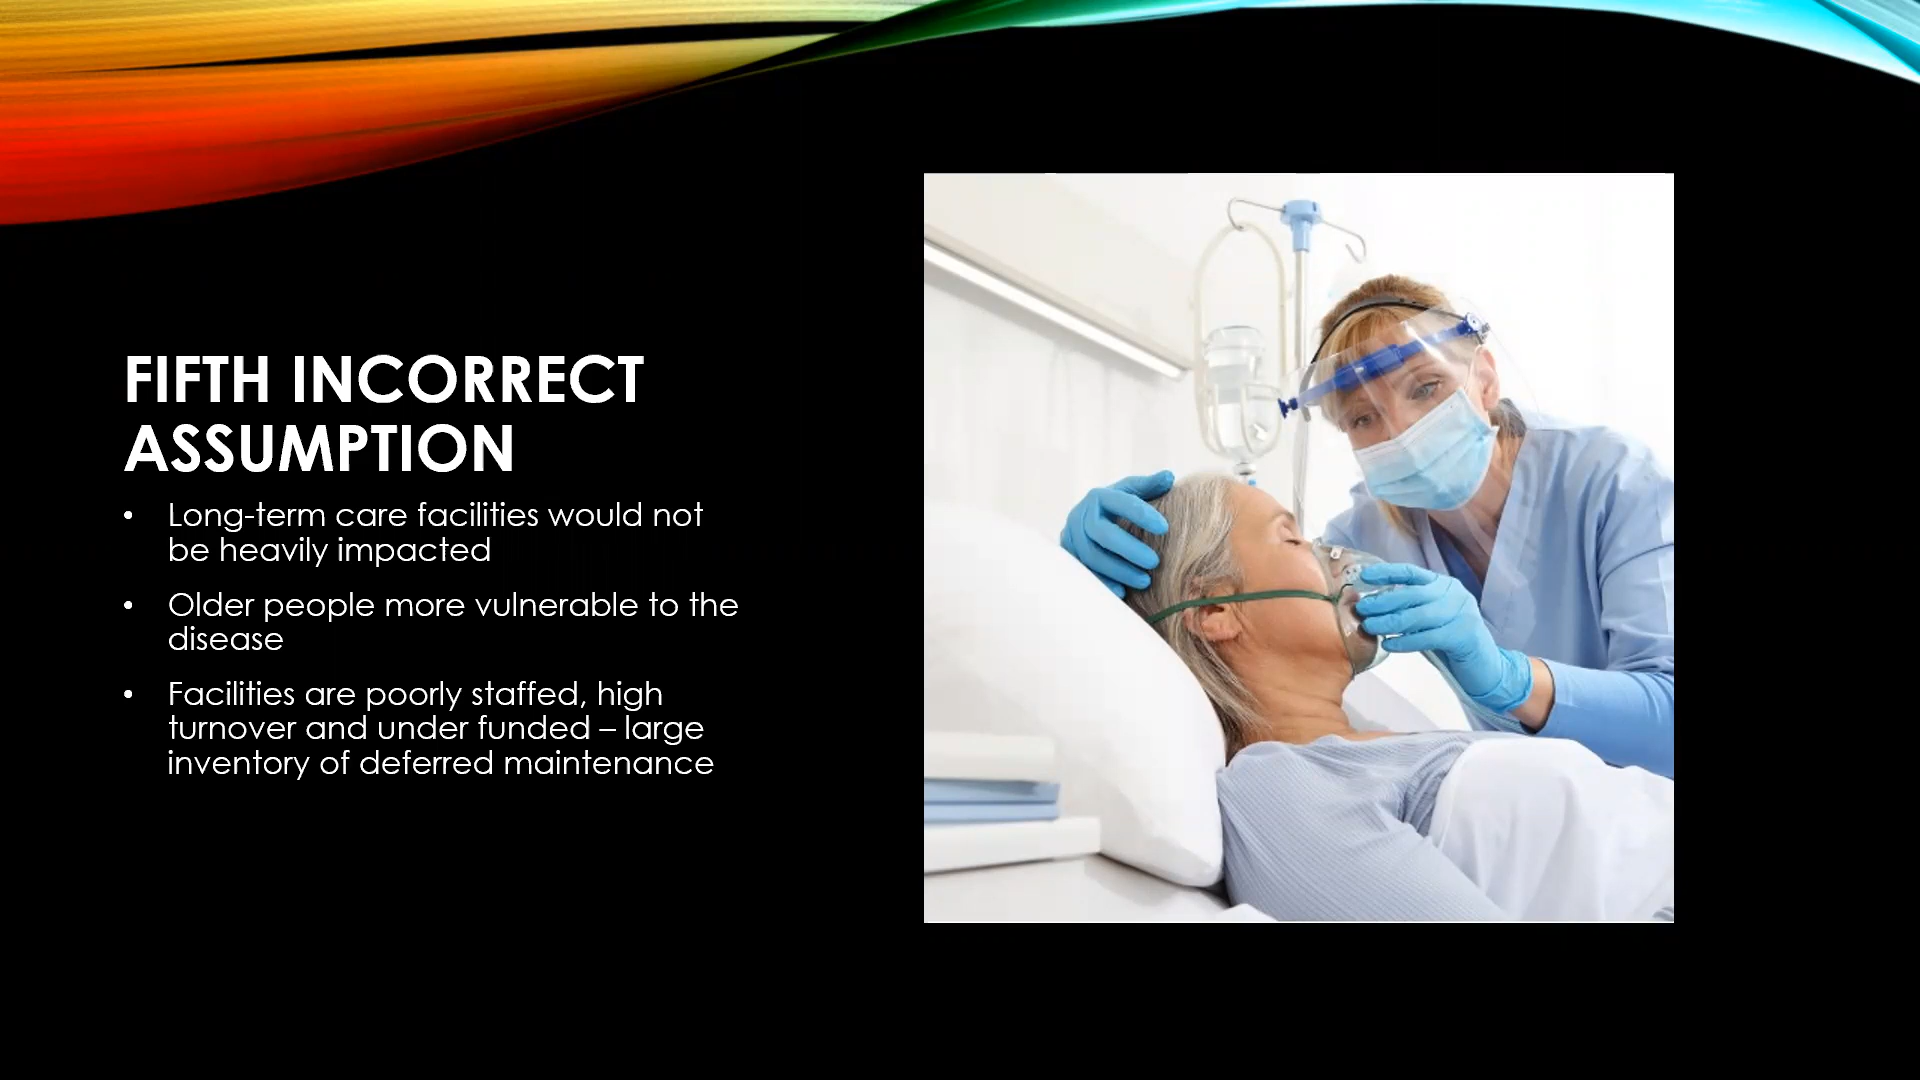 FIFTH INCORRECT
ASSUMPTION
• Long-term care facilities would not
be heavily impacted
• Older people more vulnerable to the
disease
• Facilities are poorly staffed, high
turnover and under funded – large
inventory of deferred maintenance